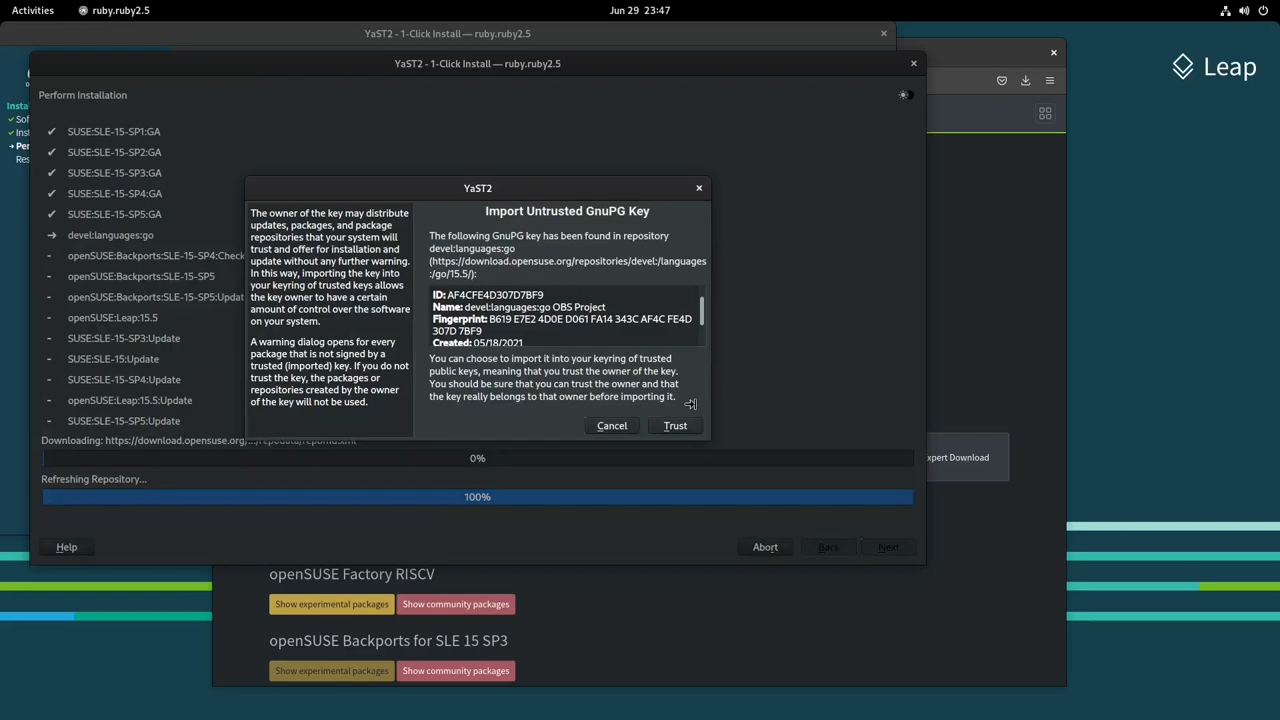 Activities
ruby.ruby2.5
Jun 29 23:47
YaST2 - 1-Click Install — ruby.ruby2.5
YaST2 - 1-Click Install — ruby.ruby2.5
Leap
Perform Installation
SUSE:SLE-15-SP1:GA
SUSE:SLE-15-SP2:GA
SUSE:SLE-15-SP3:GA
SUSE:SLE-15-SP4:GA
SUSE:SLE-15-SP5:GA
devel:languages:go
openSUSE:Backports:SLE-15-SP4:Check
openSUSE:Backports:SLE-15-SP5
openSUSE:Backports:SLE-15-SP5:Updat
openSUSE:Leap:15.5
SUSE:SLE-15-SP3:Update
SUSE:SLE-15:Update
SUSE:SLE-15-SP4:Update
openSUSE:Leap:15.5:Update
SUSE:SLE-15-SP5:Update
YaST2
The owner of the key may distribute
updates, packages, and package
repositories that your system will
trust and offer for installation and
update without any further warning.
In this way, importing the key into
your keyring of trusted keys allows
the key owner to have a certain
amount of control over the software
on your system.
A warning dialog opens for every
package that is not signed by a
trusted (imported) key. If you do not
trust the key, the packages or
repositories created by the owner
of the key will not be used.
Import Untrusted GnuPG Key
The following GnuPG key has been found in repository
devel:languages:go
(https://download.opensuse.org/repositories/devel:/languages
:/go/15.5/):
ID: AF4CFE4D307D7BF9
Name: devel:languages:go OBS Project
Fingerprint: B619 E7E2 4D0E D061 FA14 343C AF4C FE4D
307D 7BF9
Created: 05/18/2021
You can choose to import it into your keyring of trusted
public keys, meaning that you trust the owner of the key.
You should be sure that you can trust the owner and that
the key really belongs to that owner before importing it.
Cancel
Trust
Downloading: https://download.opensuse.org/.../repodata/repomd.xml
0%
Refreshing Repository...
100%
Help
Abort
Back
Next
xpert Download
openSUSE Factory RISCV
Show experimental packages
Show community packages
openSUSE Backports for SLE 15 SP3
Show experimental packages
Show community packages